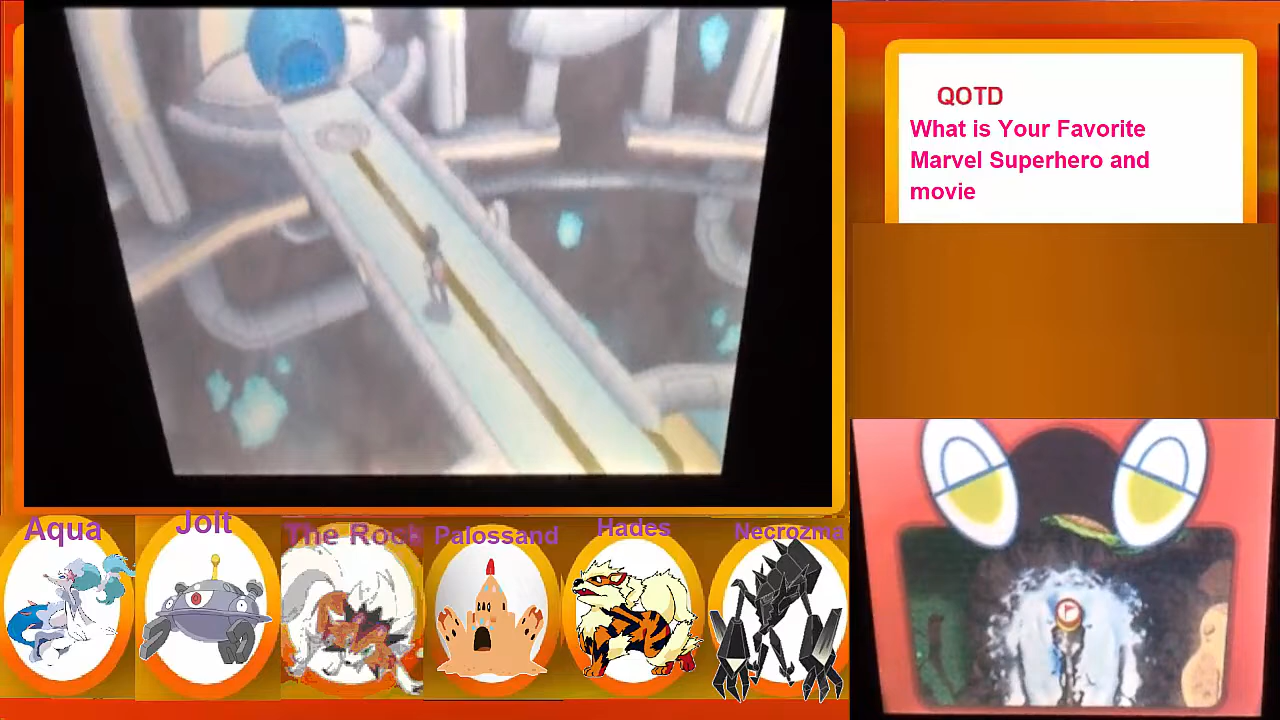 QOTD
What is Your Favorite
Marvel Superhero and
movie
Aqua
Jolt
The Rock
Palossand
Hades
Necrozma